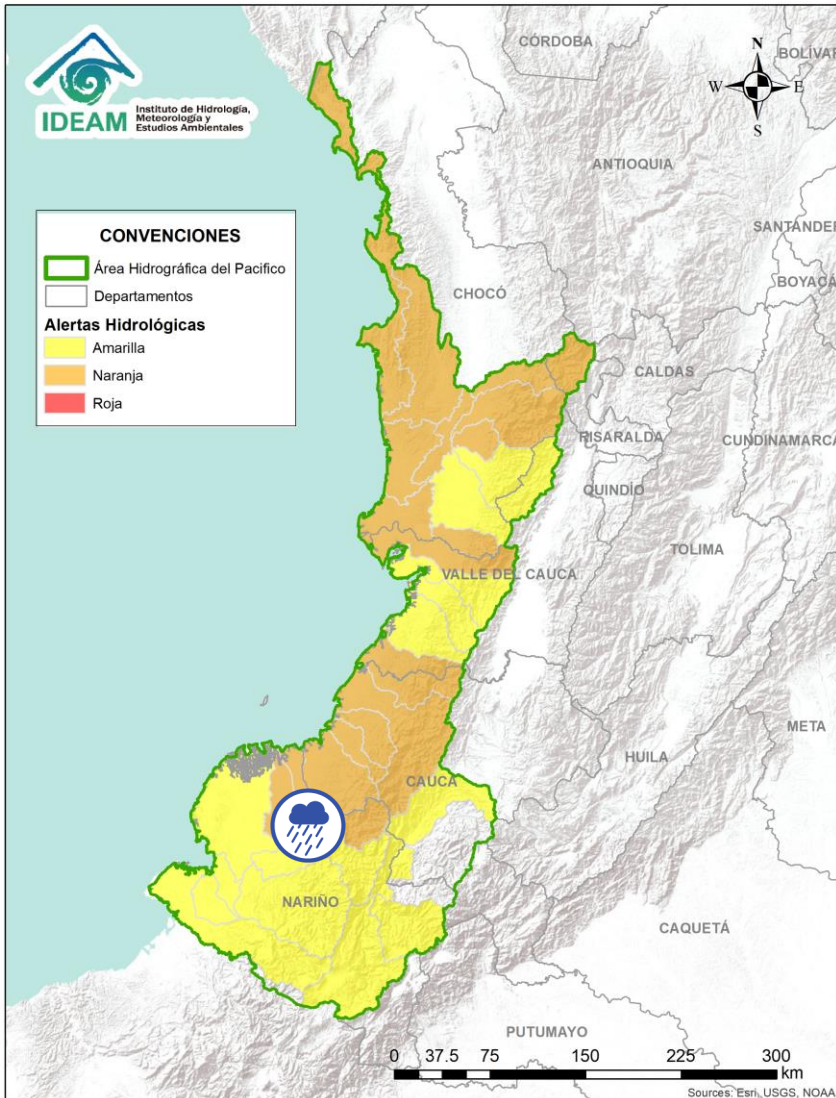 IDEAM
Instituto de Hidrología,
Meteorología y
Estudios Ambientales
N
W
E
S
CÓRDOBA
BOLÍVAR
ANTIOQUIA
SANTANDER
BOYACÁ
CHOCÓ
CALDAS
RISARALDA
CUNDINAMARCA
QUINDÍO
TOLIMA
VALLE DEL CAUCA
META
HUILA
CAUCA
NARIÑO
CAQUETÁ
PUTUMAYO
CONVENCIONES
Área Hidrográfica del Pacifico
Departamentos
Alertas Hidrológicas
Amarilla
Naranja
Roja
0 37.5 75 150 225 300
km
Sources: Esri, USGS, NOAA